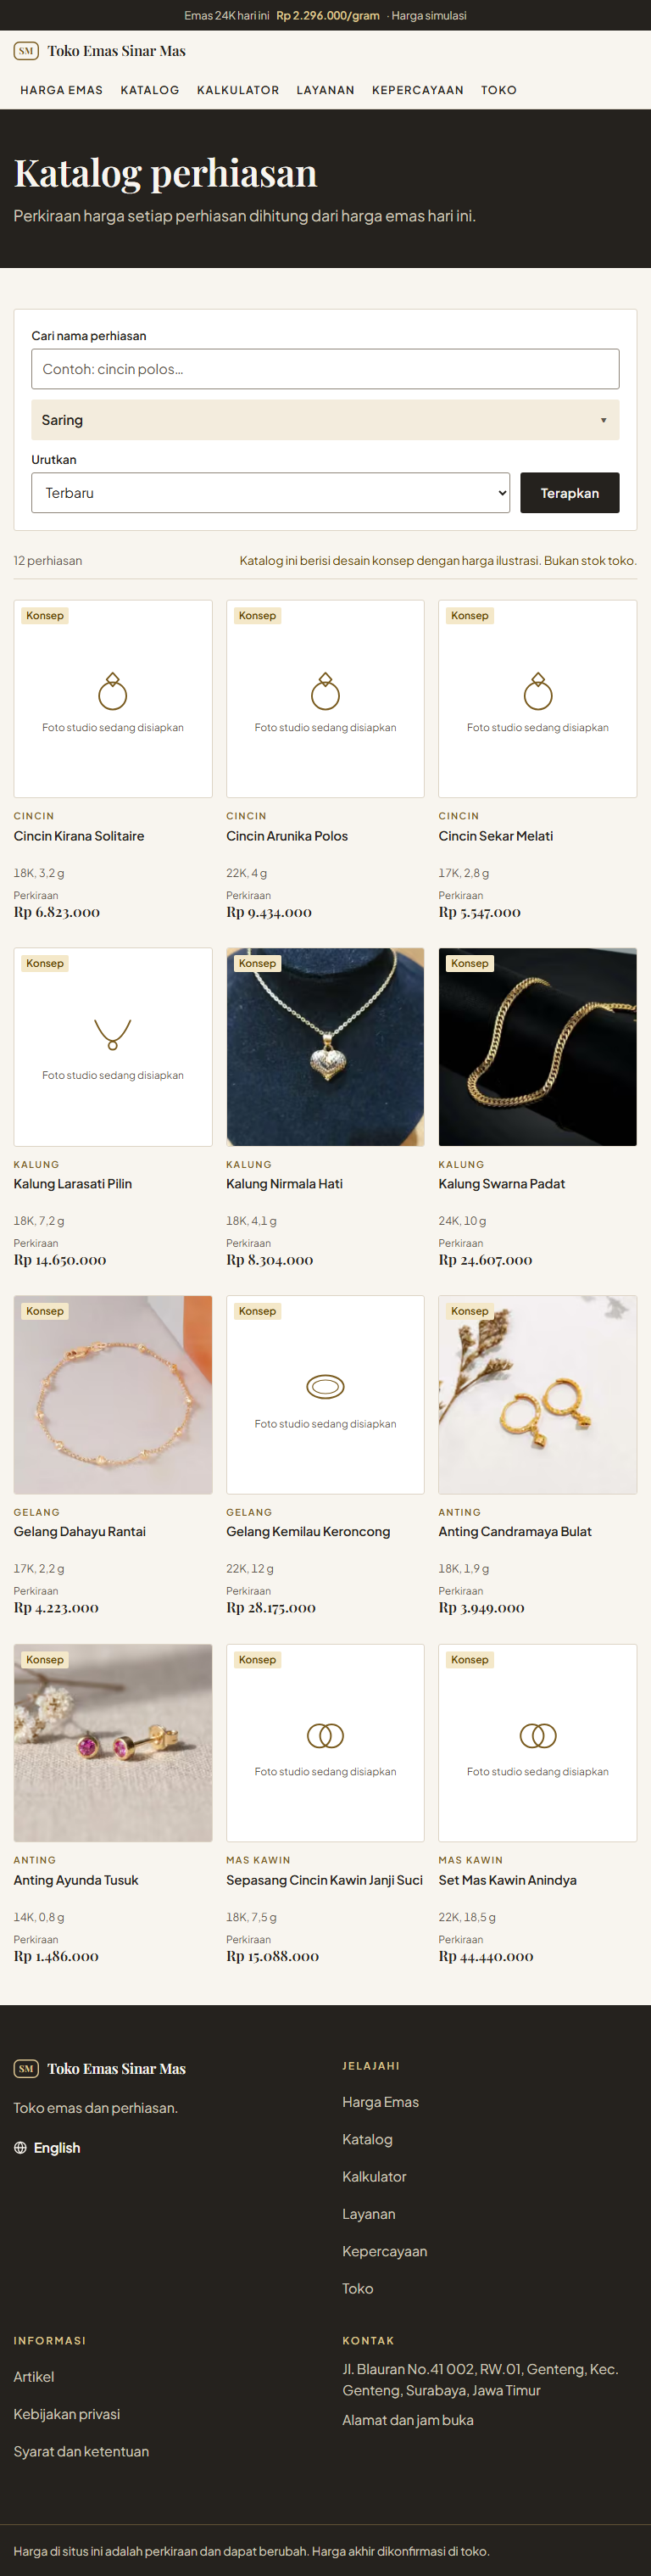 Emas 24K hari ini Rp 2.296.000/gram · Harga simulasi
SM Toko Emas Sinar Mas
HARGA EMAS KATALOG KALKULATOR LAYANAN KEPERCAYAAN TOKO
Katalog perhiasan
Perkiraan harga setiap perhiasan dihitung dari harga emas hari ini.
Cari nama perhiasan
Contoh: cincin polos...
Saring
Urutkan
Terbaru Terapkan
12 perhiasan Katalog ini berisi desain konsep dengan harga ilustrasi. Bukan stok toko.
Konsep Konsep Konsep
Foto studio sedang disiapkan Foto studio sedang disiapkan Foto studio sedang disiapkan
CINCIN CINCIN CINCIN
Cincin Kirana Solitaire Cincin Arunika Polos Cincin Sekar Melati
18K, 3,2 g 22K, 4 g 17K, 2,8 g
Perkiraan Perkiraan Perkiraan
Rp 6.823.000 Rp 9.434.000 Rp 5.547.000
Konsep Konsep Konsep
Foto studio sedang disiapkan
KALUNG KALUNG KALUNG
Kalung Larasati Pilin Kalung Nirmala Hati Kalung Swarna Padat
18K, 7,2 g 18K, 4,1 g 24K, 10 g
Perkiraan Perkiraan Perkiraan
Rp 14.650.000 Rp 8.304.000 Rp 24.607.000
Konsep Konsep Konsep
Foto studio sedang disiapkan
GELANG GELANG ANTING
Gelang Dahayu Rantai Gelang Kemilau Keroncong Anting Candramaya Bulat
17K, 2,2 g 22K, 12 g 18K, 1,9 g
Perkiraan Perkiraan Perkiraan
Rp 4.223.000 Rp 28.175.000 Rp 3.949.000
Konsep Konsep Konsep
Foto studio sedang disiapkan Foto studio sedang disiapkan
ANTING MAS KAWIN MAS KAWIN
Anting Ayunda Tusuk Sepasang Cincin Kawin Janji Suci Set Mas Kawin Anindya
14K, 0,8 g 18K, 7,5 g 22K, 18,5 g
Perkiraan Perkiraan Perkiraan
Rp 1.486.000 Rp 15.088.000 Rp 44.440.000
SM Toko Emas Sinar Mas
Toko emas dan perhiasan.
English
JELAJAHI
Harga Emas
Katalog
Kalkulator
Layanan
Kepercayaan
Toko
INFORMASI
Artikel
Kebijakan privasi
Syarat dan ketentuan
KONTAK
Jl. Blauran No.41 002, RW.01, Genteng, Kec.
Genteng, Surabaya, Jawa Timur
Alamat dan jam buka
Harga di situs ini adalah perkiraan dan dapat berubah. Harga akhir dikonfirmasi di toko.